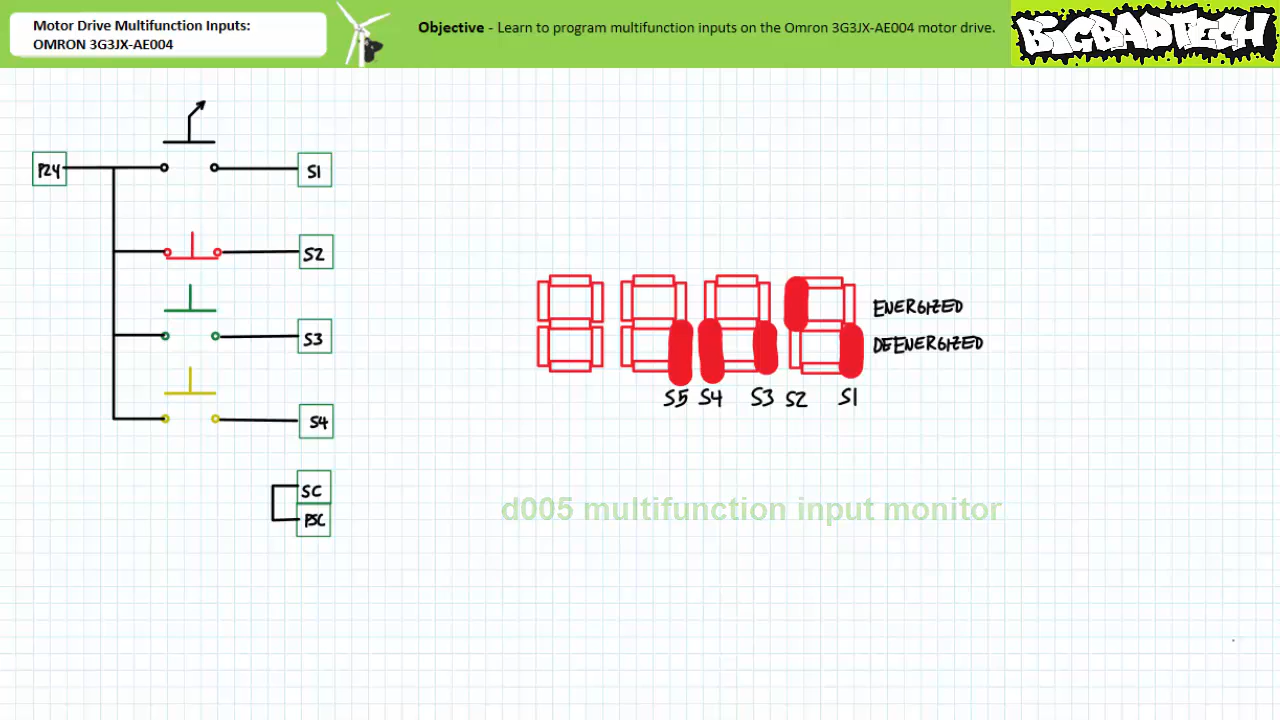 Motor Drive Multifunction Inputs:
OMRON 3G3JX-AE004
Objective - Learn to program multifunction inputs on the Omron 3G3JX-AE004 motor drive.
BIGBADTECH
P24
S1
S2
S3
S4
SC
PSC
ENERGIZED
DEENERGIZED
S5 S4 S3 S2 S1
d005 multifunction input monitor